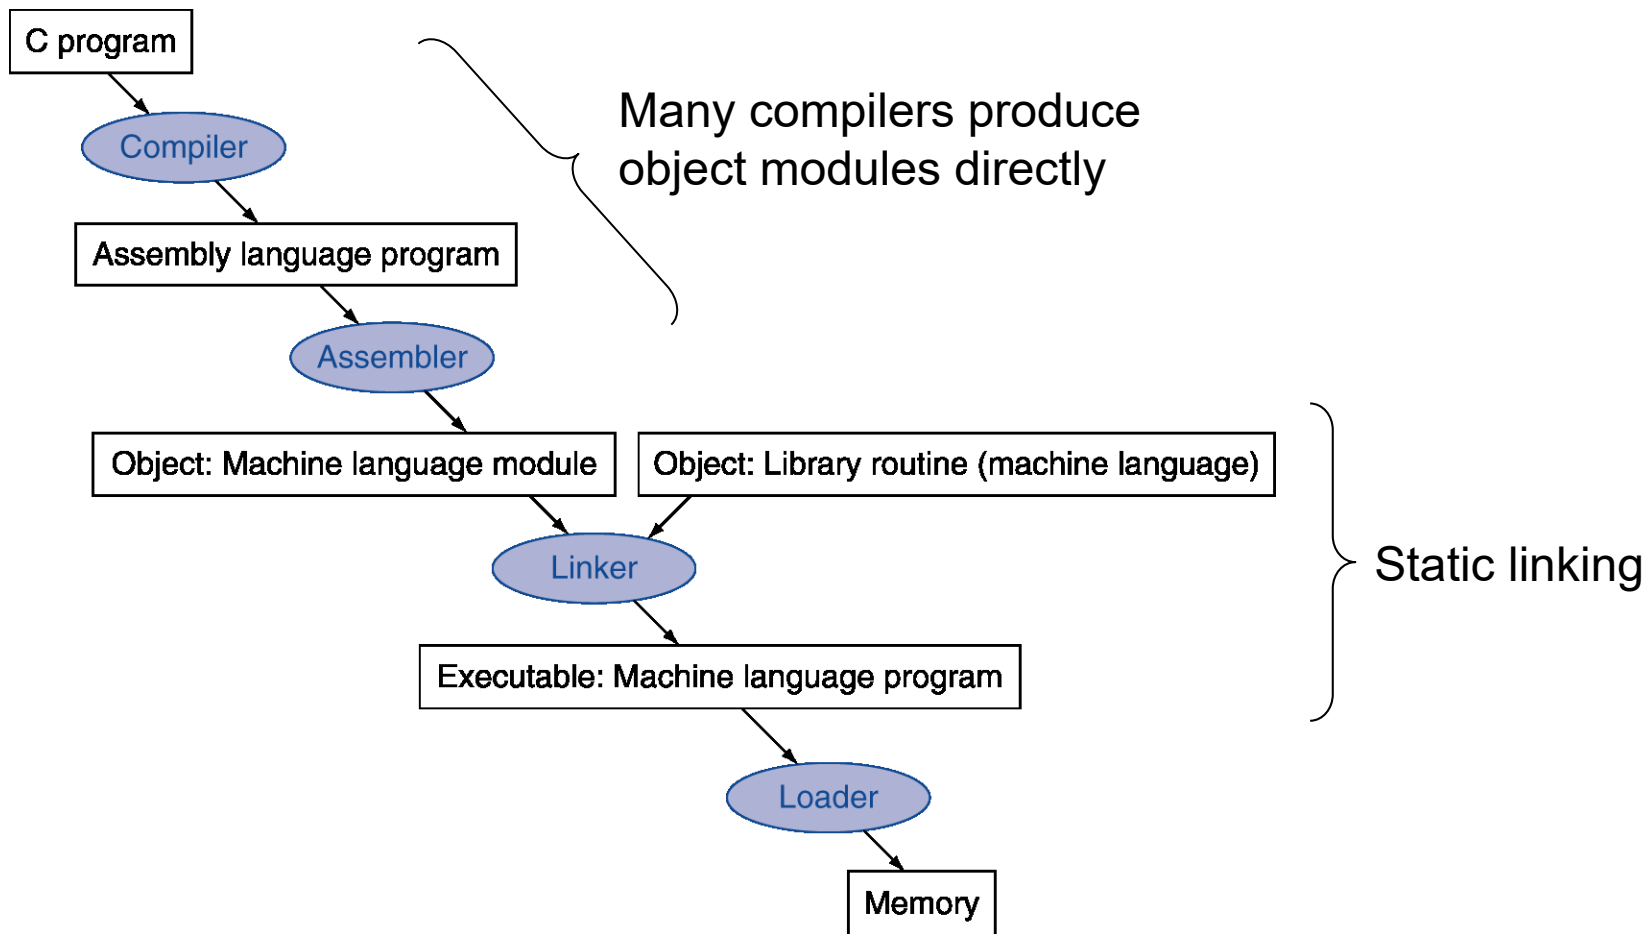 C program
Many compilers produce
object modules directly
Compiler
Assembly language program
Assembler
Object: Machine language module
Object: Library routine (machine language)
Linker
Static linking
Executable: Machine language program
Loader
Memory